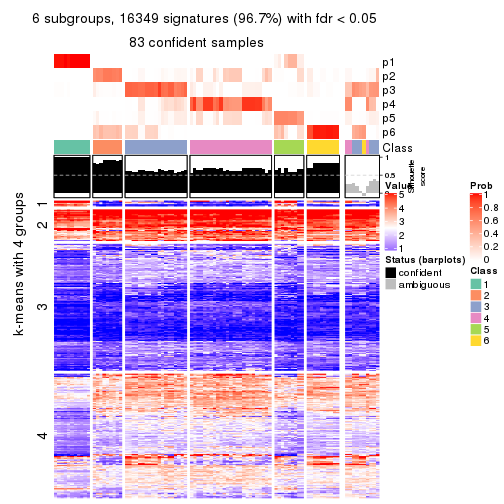 6 subgroups, 16349 signatures (96.7%) with fdr < 0.05
83 confident samples
p1
p2
p3
p4
p5
p6
Class
1
0.5
0
Silhouette
score
k-means with 4 groups
1
2
3
4
Value
5
4
3
2
1
Status (barplots)
confident
ambiguous
Prob
1
0.8
0.6
0.4
0.2
0
Class
1
2
3
4
5
6